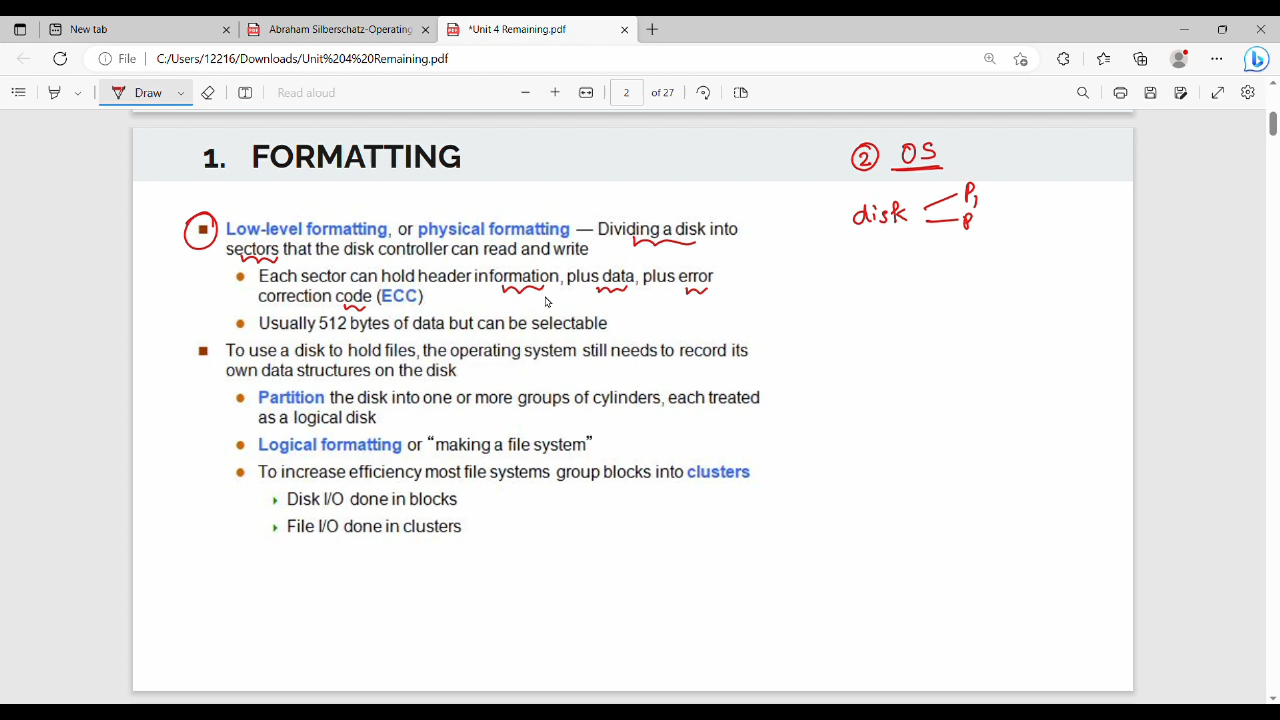 New tab
Abraham Silberschatz-Operating
*Unit 4 Remaining.pdf
File C:/Users/12216/Downloads/Unit%204%20Remaining.pdf
Draw
Read aloud
2 of 27
1. FORMATTING
② OS
disk P1
P
Low-level formatting, or physical formatting — Dividing a disk into
sectors that the disk controller can read and write
Each sector can hold header information, plus data, plus error
correction code (ECC)
Usually 512 bytes of data but can be selectable
To use a disk to hold files, the operating system still needs to record its
own data structures on the disk
Partition the disk into one or more groups of cylinders, each treated
as a logical disk
Logical formatting or “making a file system”
To increase efficiency most file systems group blocks into clusters
Disk I/O done in blocks
File I/O done in clusters